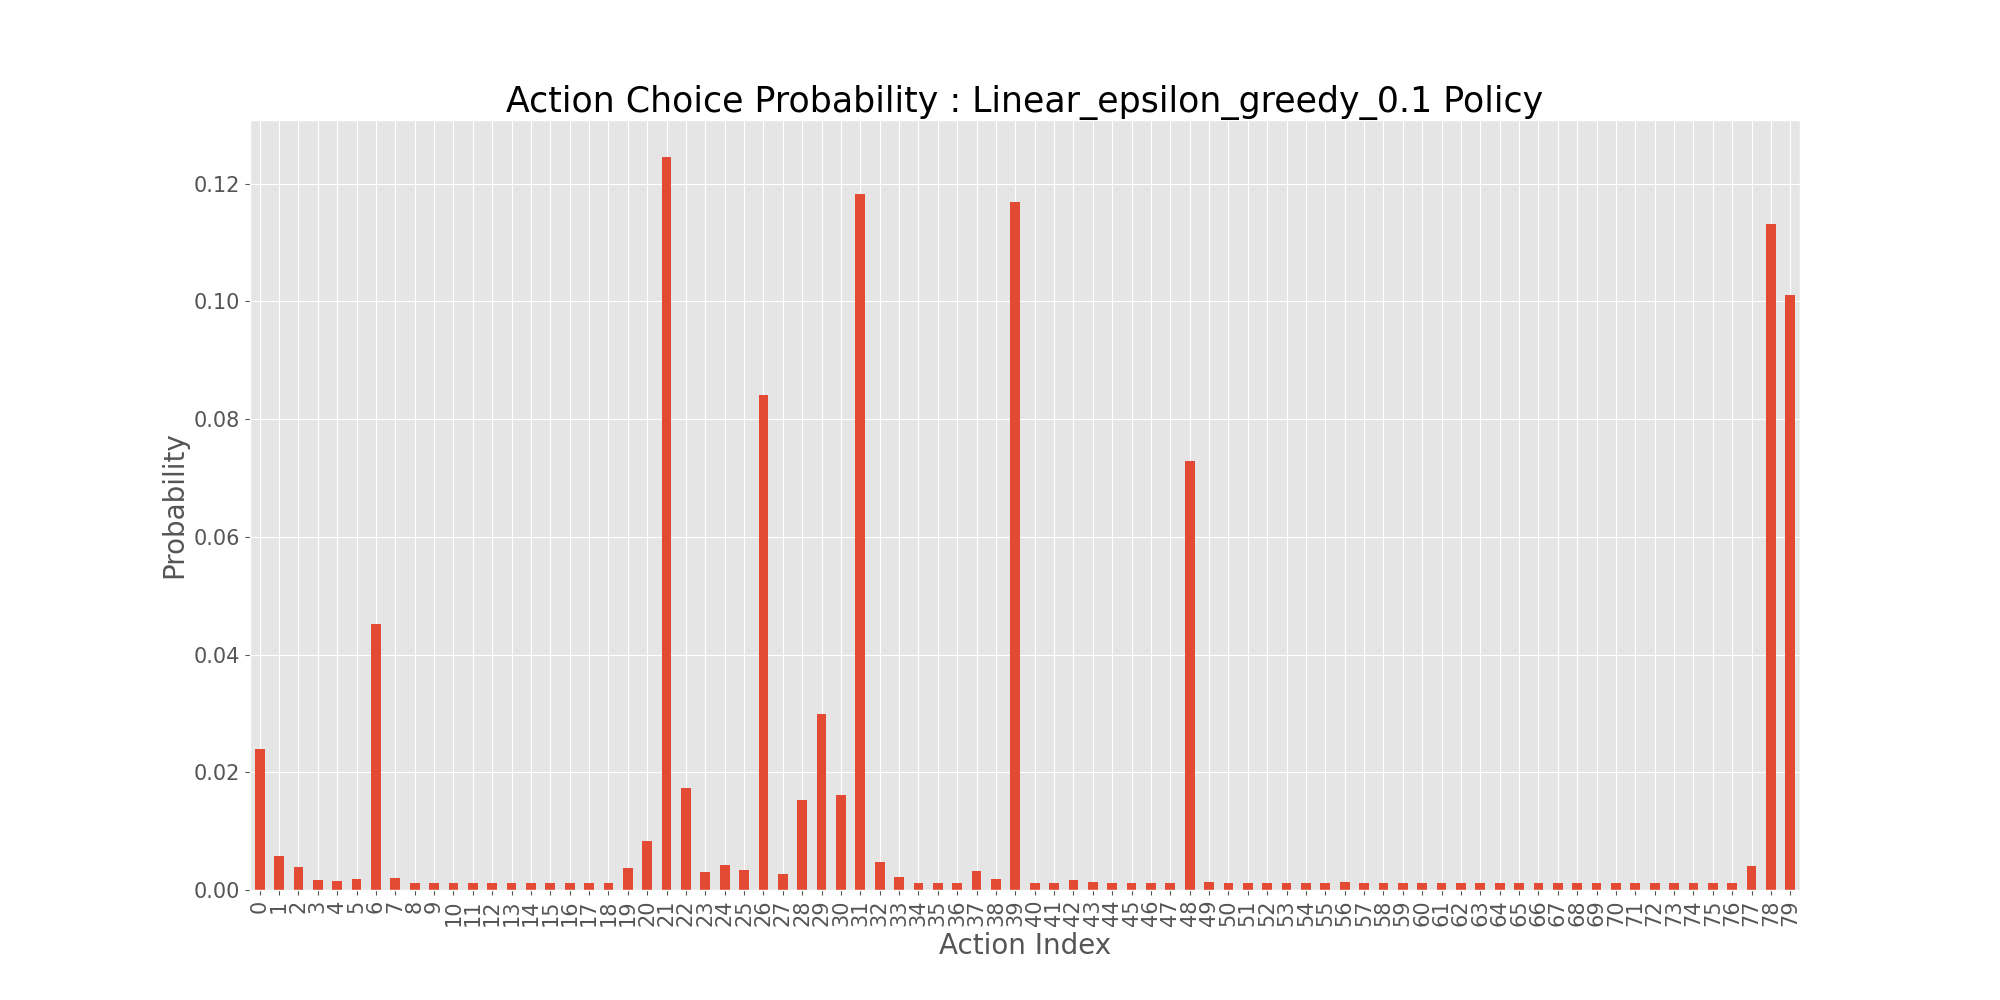 Action Choice Probability : Linear_epsilon_greedy_0.1 Policy
Probability
0.12
0.10
0.08
0.06
0.04
0.02
0.00
0 1 2 3 4 5 6 7 8 9 10 11 12 13 14 15 16 17 18 19 20 21 22 23 24 25 26 27 28 29 30 31 32 33 34 35 36 37 38 39 40 41 42 43 44 45 46 47 48 49 50 51 52 53 54 55 56 57 58 59 60 61 62 63 64 65 66 67 68 69 70 71 72 73 74 75 76 77 78 79
Action Index